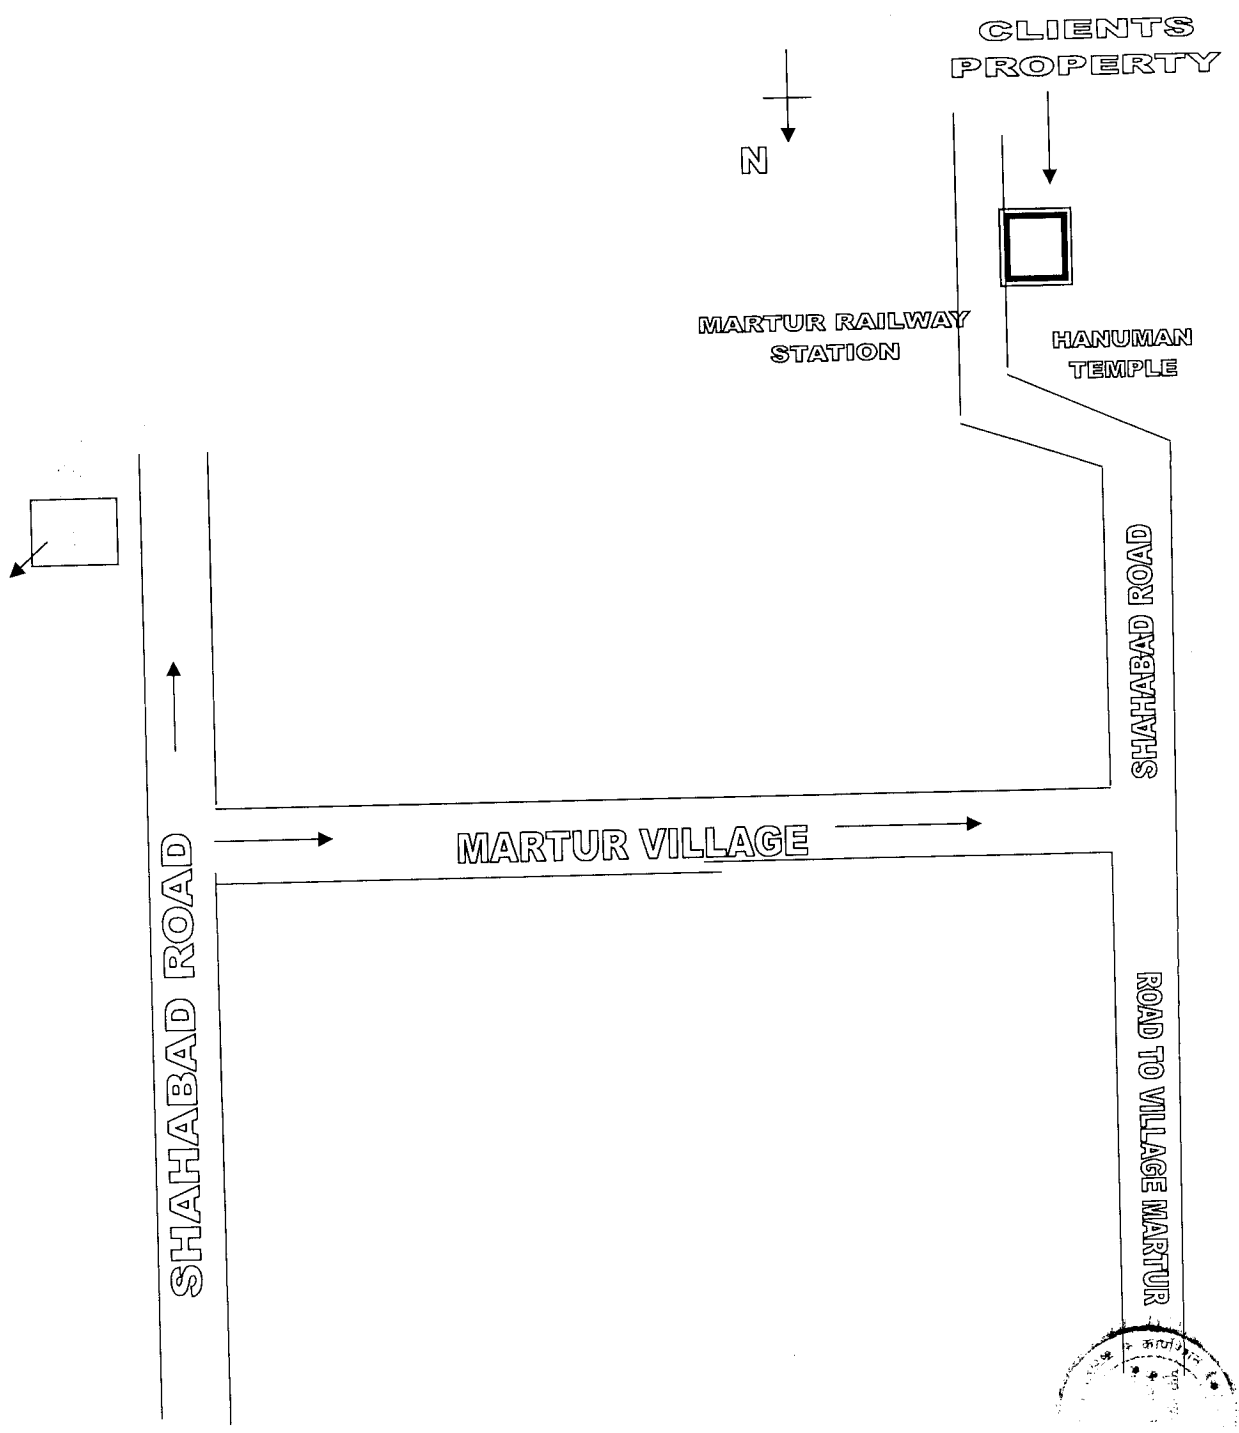 CLIENTS
PROPERTY
N
MARTUR RAILWAY
STATION
HANUMAN
TEMPLE
SHAHABAD ROAD
MARTUR VILLAGE
SHAHABAD ROAD
ROAD TO VILLAGE MARTUR